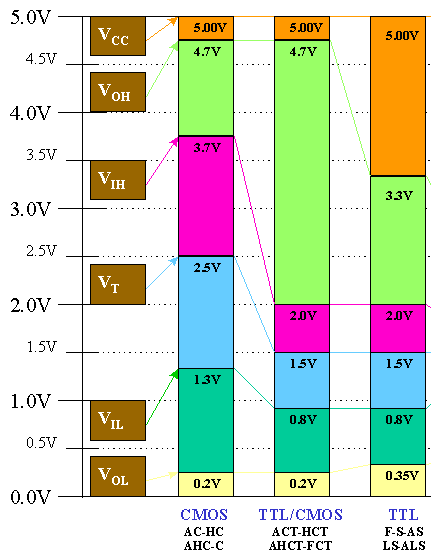 5.0V
4.5V
4.0V
3.5V
3.0V
2.5V
2.0V
1.5V
1.0V
0.5V
0.0V
VCC
VOH
VIH
VT
VIL
VOL
5.00V
4.7V
3.7V
2.5V
1.3V
0.2V
CMOS
AC-HC
AHC-C
5.00V
4.7V
2.0V
1.5V
0.8V
0.2V
TTL/CMOS
ACT-HCT
AHCT-FCT
5.00V
3.3V
2.0V
1.5V
0.8V
0.35V
TTL
F-S-AS
LS-ALS